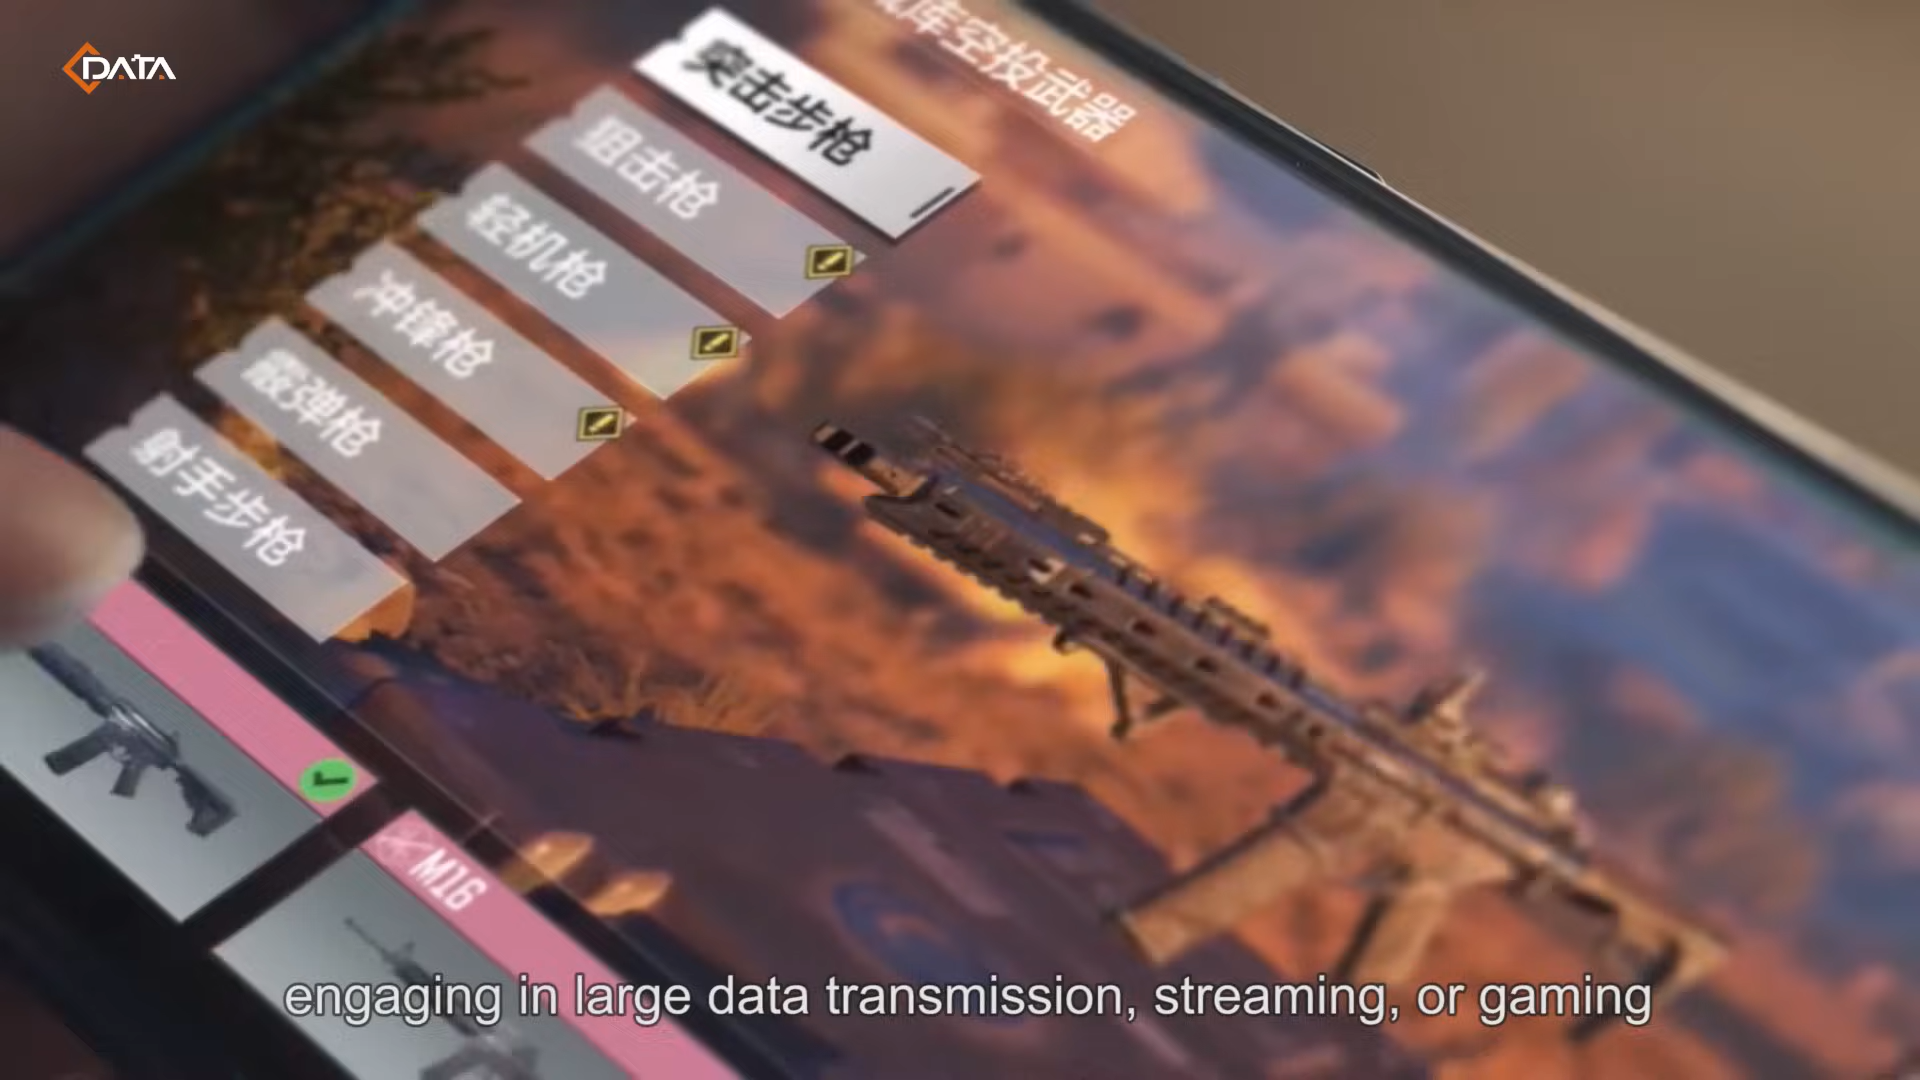 DATA
库空投武器
突击步枪
狙击枪
轻机枪
冲锋枪
霰弹枪
射手步枪
M16
engaging in large data transmission, streaming, or gaming